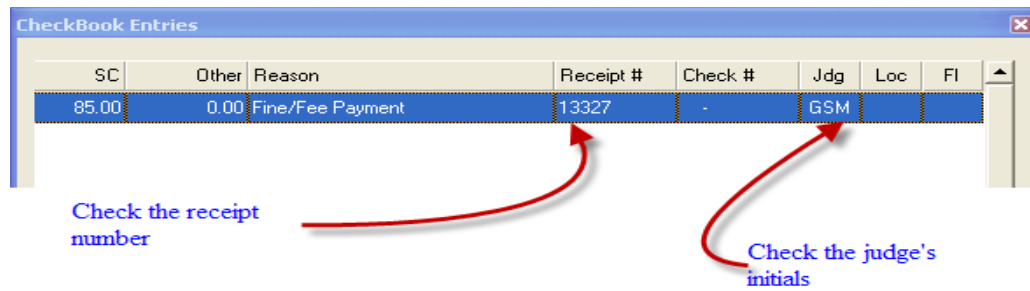 CheckBook Entries
SC Other Reason Receipt # Check # Jdg Loc Fl
85.00 0.00 Fine/Fee Payment 13327 - GSM
Check the receipt
number
Check the judge's
initials